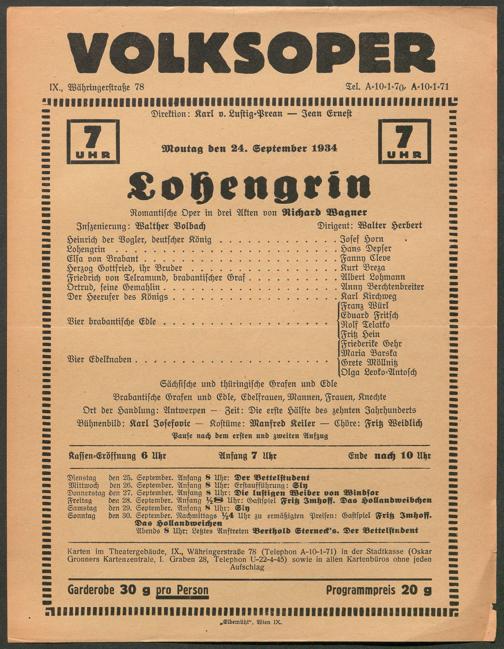 VOLKSOPER
IX., Währingerstraße 78 Tel. A-10-1-70, A-10-1-71
Direktion: Karl v. Lustig-Prean — Jean Ernest
7 UHR 7 UHR
Montag den 24. September 1934
Lohengrin
Romantische Oper in drei Akten von Richard Wagner
Inszenierung: Walther Volbach Dirigent: Walter Herbert
Heinrich der Vogler, deutscher König . . . . . . . . . . Josef Horn
Lohengrin . . . . . . . . . . Hans Depser
Elsa von Brabant . . . . . . . . . . Fanny Cleve
Herzog Gottfried, ihr Bruder . . . . . . . . . . Kurt Breza
Friedrich von Telramund, brabantischer Graf . . . . . . . . . . Albert Lohmann
Ortrud, seine Gemahlin . . . . . . . . . . Anny Berchtenbreiter
Der Heerufer des Königs . . . . . . . . . . Karl Kirchweg
Vier brabantische Edle . . . . . . . . . . Franz Würl
Eduard Fritsch
Rolf Telasko
Fritz Hein
Vier Edelknaben . . . . . . . . . . Friederike Gehr
Maria Barska
Grete Möllnitz
Olga Levko-Antosch
Sächsische und thüringische Grafen und Edle
Brabantische Grafen und Edle, Edelfrauen, Mannen, Frauen, Knechte
Ort der Handlung: Antwerpen — Zeit: Die erste Hälfte des zehnten Jahrhunderts
Bühnenbild: Karl Josefovic — Kostüme: Manfred Keiler — Chöre: Fritz Weidlich
Pause nach dem ersten und zweiten Aufzug
Kassen-Eröffnung 6 Uhr Anfang 7 Uhr Ende nach 10 Uhr
Dienstag den 25. September. Anfang 8 Uhr: Der Bettelstudent
Mittwoch den 26. September. Anfang 8 Uhr: Erstaufführung: Sly
Donnerstag den 27. September. Anfang 8 Uhr: Die lustigen Weiber von Windsor
Freitag den 28. September. Anfang ½8 Uhr: Gastspiel Fritz Imhoff. Das Hollandweibchen
Samstag den 29. September. Anfang 8 Uhr: Sly
Sonntag den 30. September. Nachmittags ¼4 Uhr zu ermäßigten Preisen: Gastspiel Fritz Imhoff.
Das Hollandweichen
Abends 8 Uhr: Letztes Auftreten Berthold Sterneck's. Der Bettelstudent
Karten im Theatergebäude, IX., Währingerstraße 78 (Telephon A-10-1-71) in der Stadtkasse (Oskar
Gronners Kartenzentrale, I. Graben 28, Telephon U-22-4-45) sowie in allen Kartenbüros ohne jeden
Aufschlag
Garderobe 30 g pro Person Programmpreis 20 g
„Elbemühl“, Wien IX.